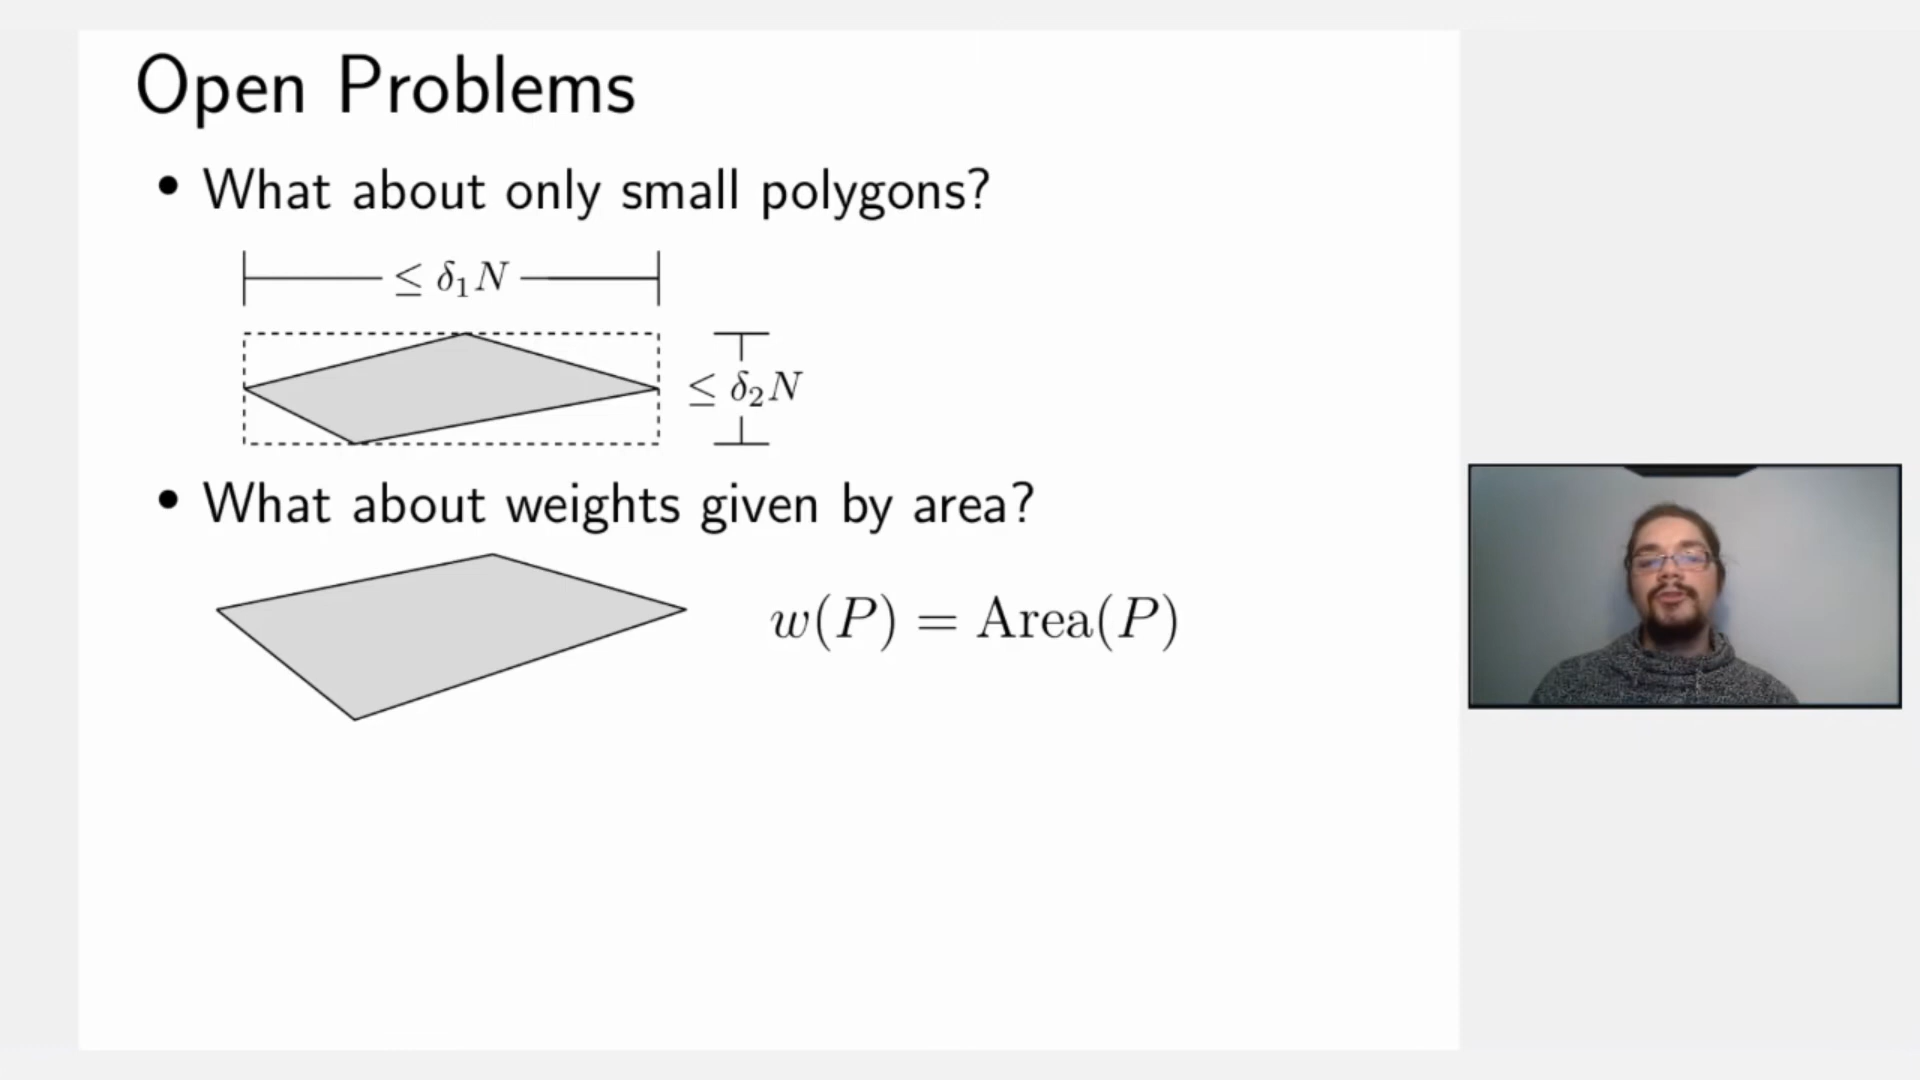 Open Problems
• What about only small polygons?
≤ δ₁N
≤ δ₂N
• What about weights given by area?
w(P) = Area(P)